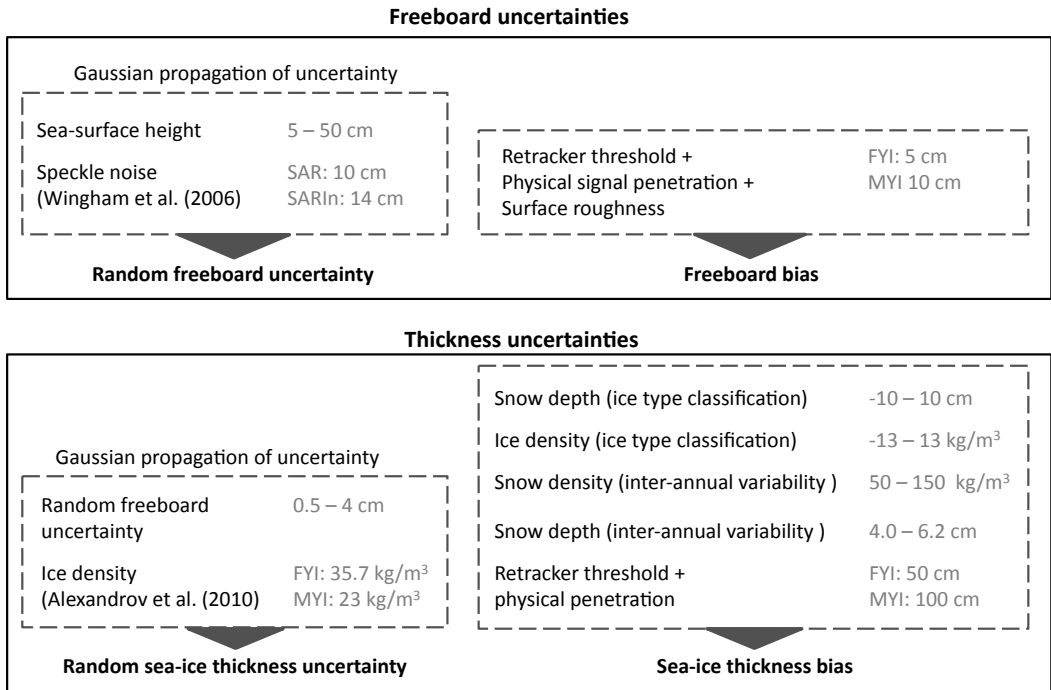 Freeboard uncertainties
Gaussian propagation of uncertainty
Sea-surface height 5 – 50 cm
Speckle noise SAR: 10 cm
(Wingham et al. (2006) SARIn: 14 cm
Random freeboard uncertainty
Retracker threshold + FYI: 5 cm
Physical signal penetration + MYI 10 cm
Surface roughness
Freeboard bias
Thickness uncertainties
Gaussian propagation of uncertainty
Random freeboard 0.5 – 4 cm
uncertainty
Ice density FYI: 35.7 kg/m³
(Alexandrov et al. (2010) MYI: 23 kg/m³
Random sea-ice thickness uncertainty
Snow depth (ice type classification) -10 – 10 cm
Ice density (ice type classification) -13 – 13 kg/m³
Snow density (inter-annual variability ) 50 – 150 kg/m³
Snow depth (inter-annual variability ) 4.0 – 6.2 cm
Retracker threshold + FYI: 50 cm
physical penetration MYI: 100 cm
Sea-ice thickness bias